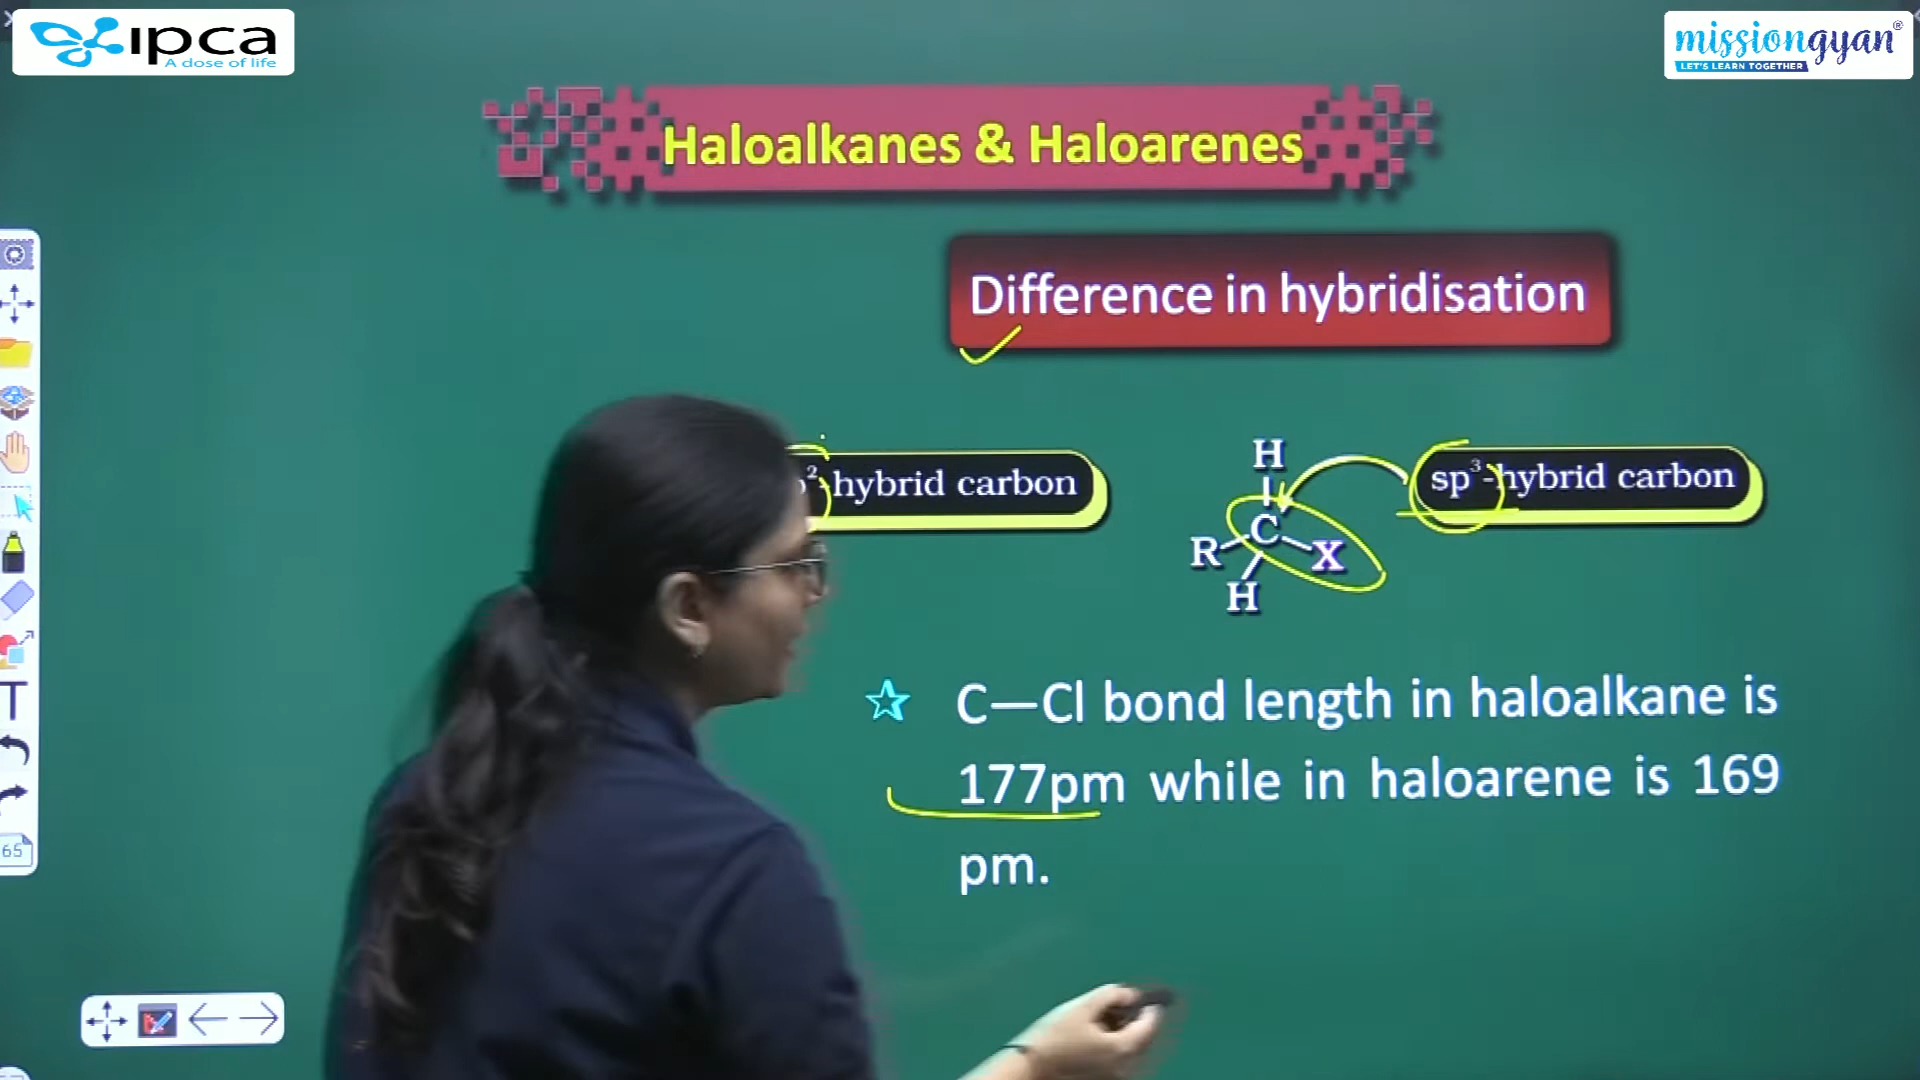 ipca
A dose of life
missiongyan®
LET'S LEARN TOGETHER
Haloalkanes & Haloarenes
Difference in hybridisation
²-hybrid carbon
sp³-hybrid carbon
H
C
R
X
H
C—Cl bond length in haloalkane is
177pm while in haloarene is 169
pm.
T
65